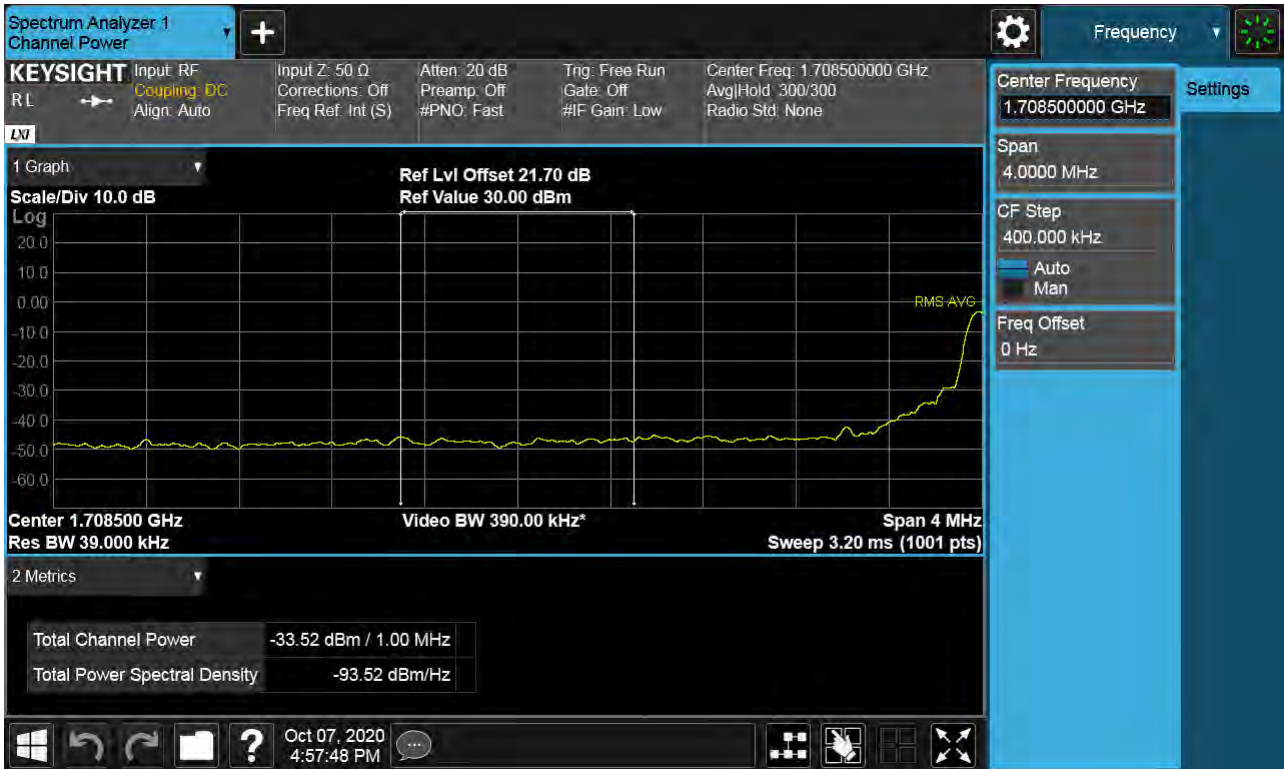 Spectrum Analyzer 1
Channel Power
+
Frequency
KEYSIGHT
RL
LXI
Input: RF
Coupling: DC
Align: Auto
Input Z: 50 Ω
Corrections: Off
Freq Ref: Int (S)
Atten: 20 dB
Preamp: Off
#PNO: Fast
Trig: Free Run
Gate: Off
#IF Gain: Low
Center Freq: 1.708500000 GHz
Avg|Hold: 300/300
Radio Std: None
Center Frequency
1.708500000 GHz
Settings
Span
4.0000 MHz
CF Step
400.000 kHz
Auto
Man
Freq Offset
0 Hz
1 Graph
Scale/Div 10.0 dB
Ref Lvl Offset 21.70 dB
Ref Value 30.00 dBm
Log
20.0
10.0
0.00
-10.0
-20.0
-30.0
-40.0
-50.0
-60.0
RMS AVG
Center 1.708500 GHz
Res BW 39.000 kHz
Video BW 390.00 kHz*
Span 4 MHz
Sweep 3.20 ms (1001 pts)
2 Metrics
Total Channel Power -33.52 dBm / 1.00 MHz
Total Power Spectral Density -93.52 dBm/Hz
?
Oct 07, 2020
4:57:48 PM